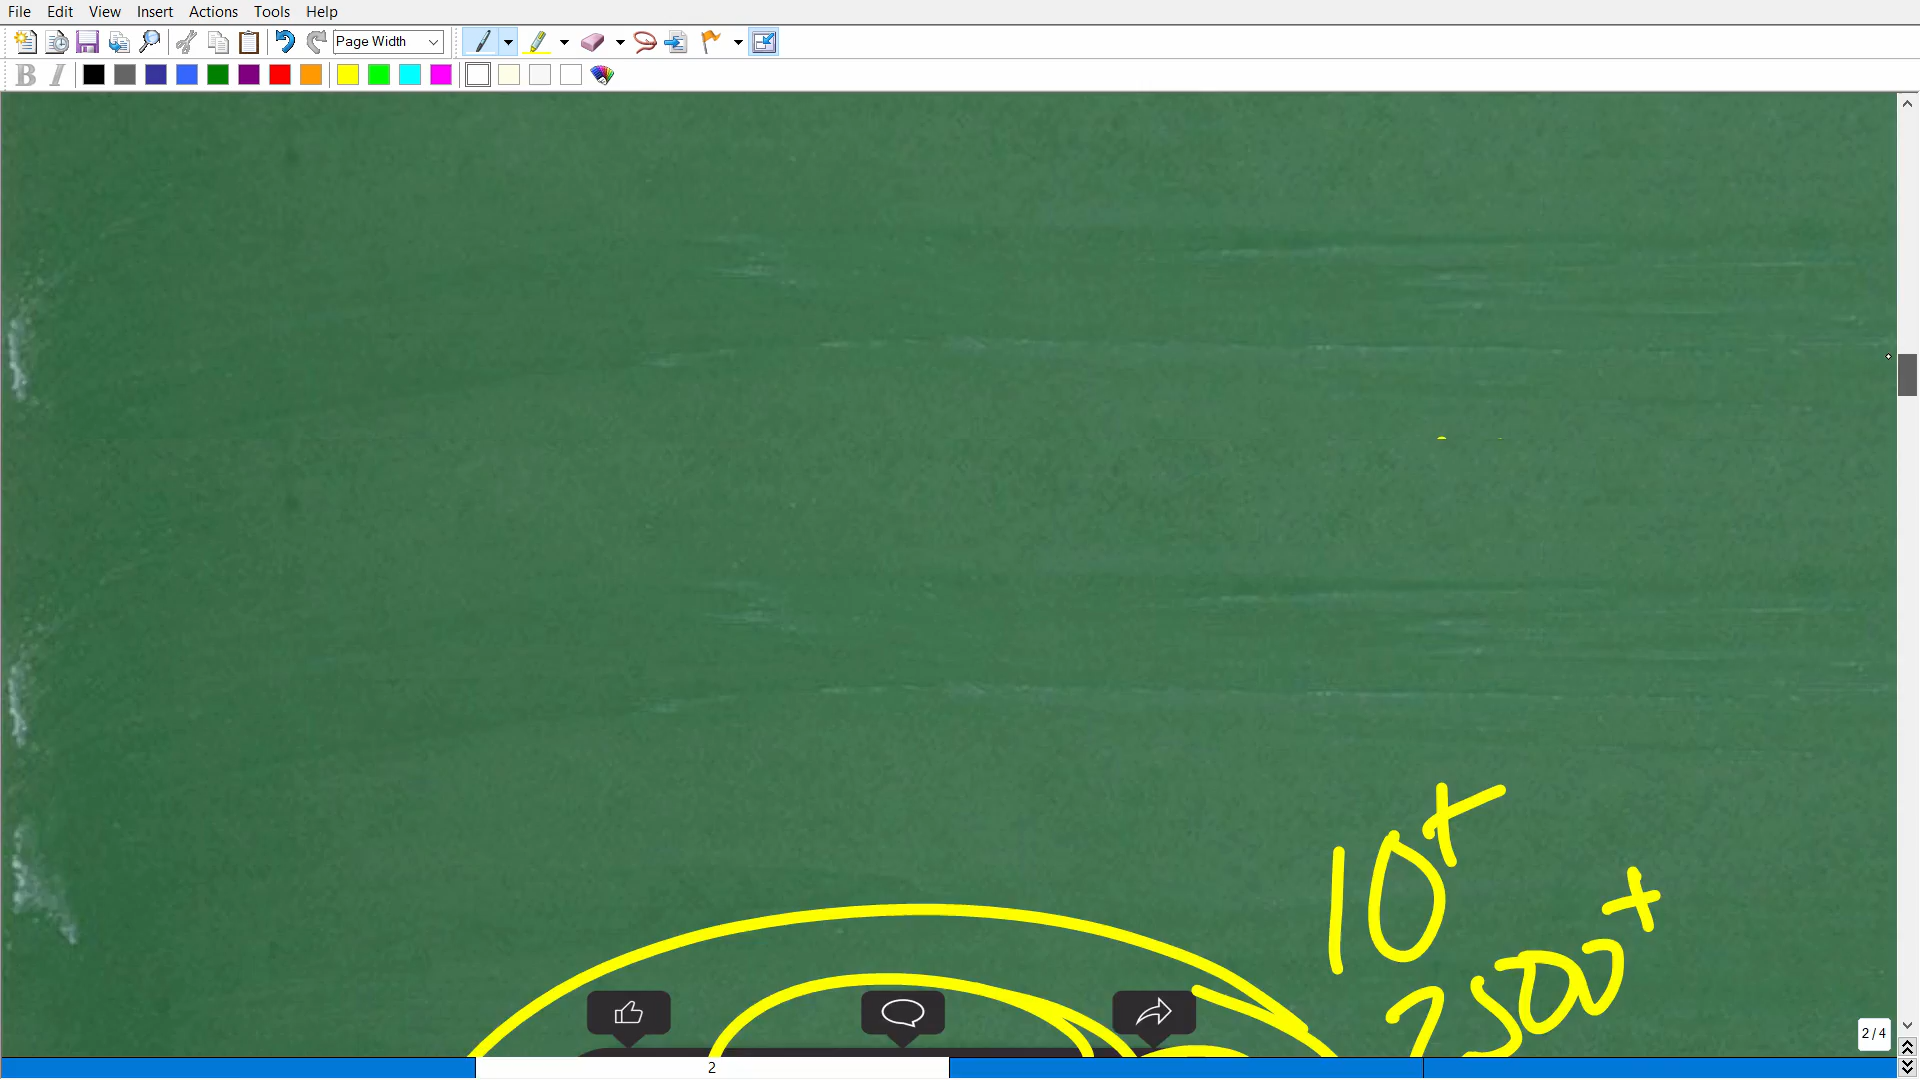 File Edit View Insert Actions Tools Help
Page Width
B I
10+
2500+
2 / 4
2